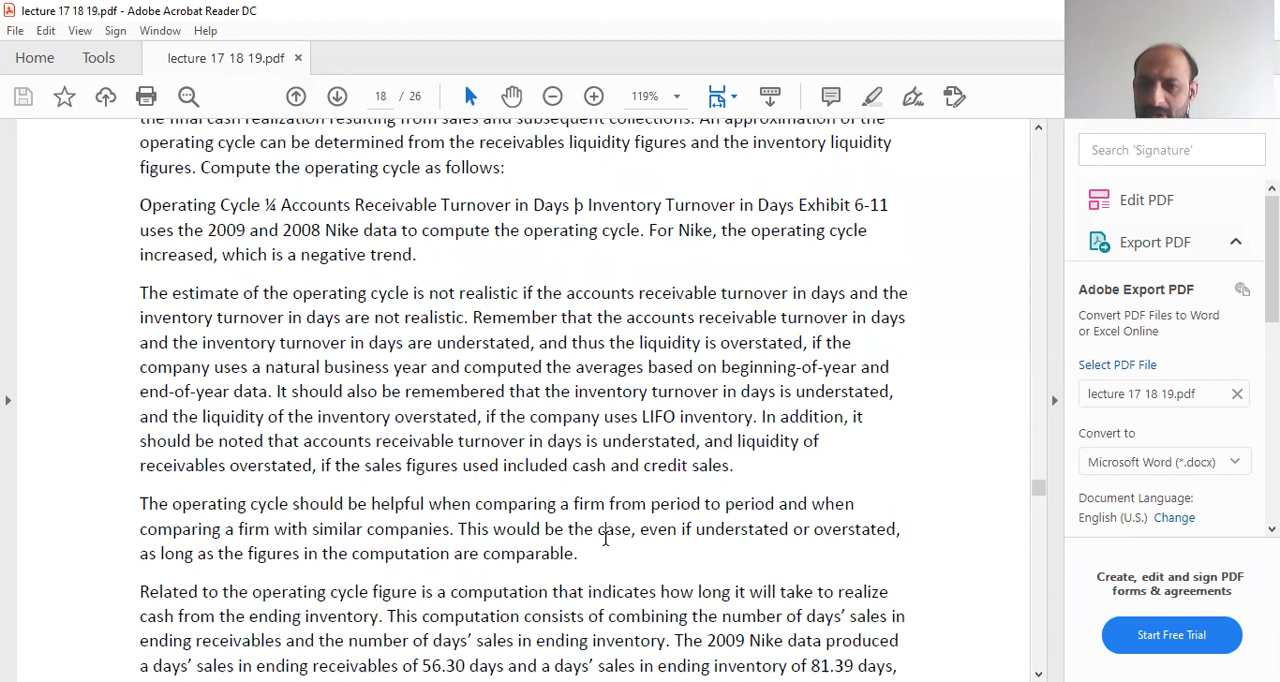 lecture 17 18 19.pdf - Adobe Acrobat Reader DC
File Edit View Sign Window Help
Home Tools lecture 17 18 19.pdf ×
18 / 26 119%
the final cash realization resulting from sales and subsequent collections. An approximation of the
operating cycle can be determined from the receivables liquidity figures and the inventory liquidity
figures. Compute the operating cycle as follows:
Operating Cycle ¼ Accounts Receivable Turnover in Days þ Inventory Turnover in Days Exhibit 6-11
uses the 2009 and 2008 Nike data to compute the operating cycle. For Nike, the operating cycle
increased, which is a negative trend.
The estimate of the operating cycle is not realistic if the accounts receivable turnover in days and the
inventory turnover in days are not realistic. Remember that the accounts receivable turnover in days
and the inventory turnover in days are understated, and thus the liquidity is overstated, if the
company uses a natural business year and computed the averages based on beginning-of-year and
end-of-year data. It should also be remembered that the inventory turnover in days is understated,
and the liquidity of the inventory overstated, if the company uses LIFO inventory. In addition, it
should be noted that accounts receivable turnover in days is understated, and liquidity of
receivables overstated, if the sales figures used included cash and credit sales.
The operating cycle should be helpful when comparing a firm from period to period and when
comparing a firm with similar companies. This would be the case, even if understated or overstated,
as long as the figures in the computation are comparable.
Related to the operating cycle figure is a computation that indicates how long it will take to realize
cash from the ending inventory. This computation consists of combining the number of days’ sales in
ending receivables and the number of days’ sales in ending inventory. The 2009 Nike data produced
a days’ sales in ending receivables of 56.30 days and a days’ sales in ending inventory of 81.39 days,
Search 'Signature'
Edit PDF
Export PDF
Adobe Export PDF
Convert PDF Files to Word
or Excel Online
Select PDF File
lecture 17 18 19.pdf
Convert to
Microsoft Word (*.docx)
Document Language:
English (U.S.) Change
Create, edit and sign PDF
forms & agreements
Start Free Trial